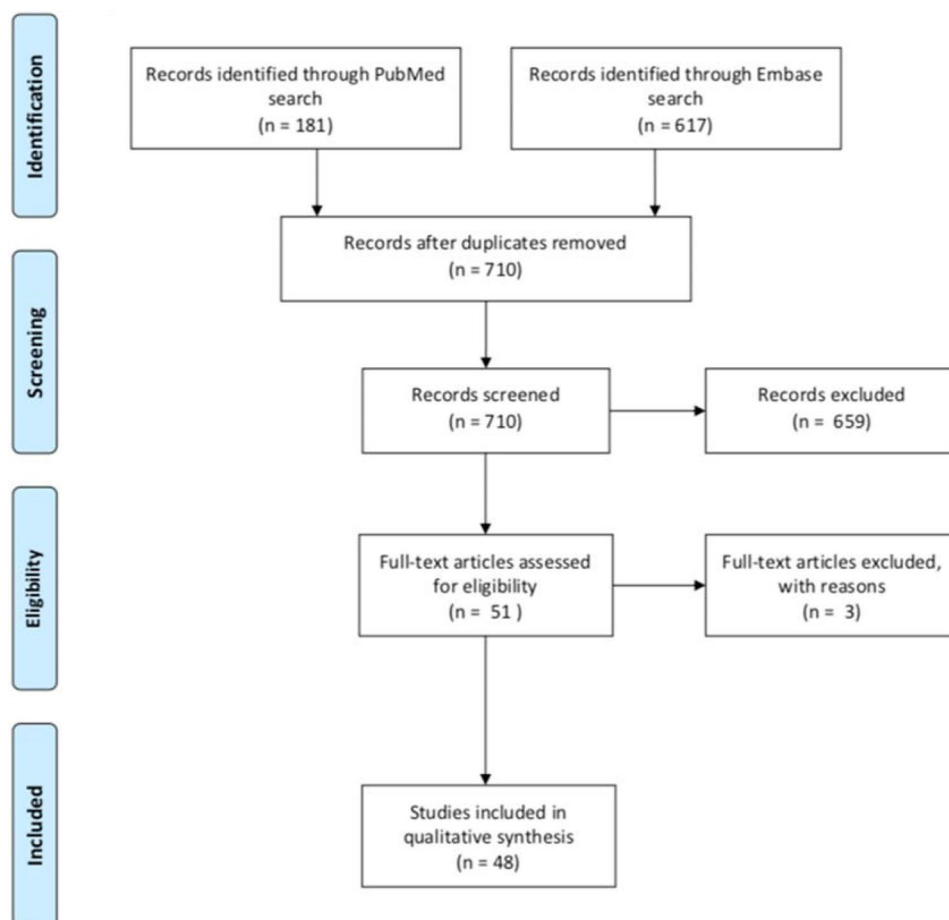 Identification
Records identified through PubMed
search
(n = 181)
Records identified through Embase
search
(n = 617)
Records after duplicates removed
(n = 710)
Screening
Records screened
(n = 710)
Records excluded
(n = 659)
Eligibility
Full-text articles assessed
for eligibility
(n = 51 )
Full-text articles excluded,
with reasons
(n = 3)
Included
Studies included in
qualitative synthesis
(n = 48)